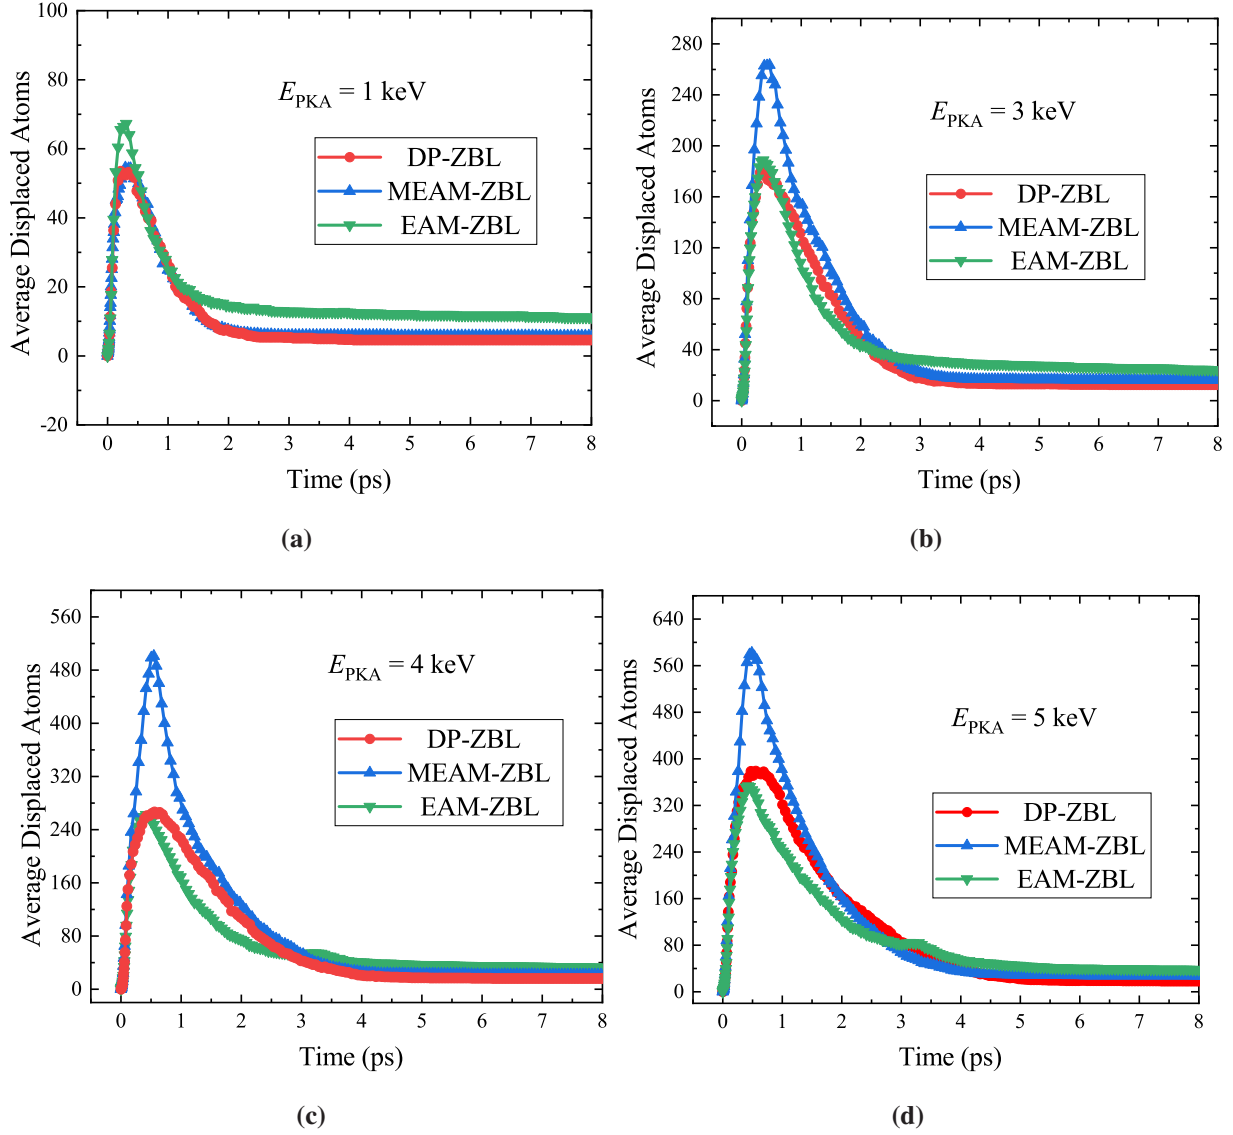 100
80
60
40
20
0
-20
Average Displaced Atoms
E_PKA = 1 keV
DP-ZBL
MEAM-ZBL
EAM-ZBL
0 1 2 3 4 5 6 7 8
Time (ps)
(a)
280
240
200
160
120
80
40
0
Average Displaced Atoms
E_PKA = 3 keV
DP-ZBL
MEAM-ZBL
EAM-ZBL
0 1 2 3 4 5 6 7 8
Time (ps)
(b)
560
480
400
320
240
160
80
0
Average Displaced Atoms
E_PKA = 4 keV
DP-ZBL
MEAM-ZBL
EAM-ZBL
0 1 2 3 4 5 6 7 8
Time (ps)
(c)
640
560
480
400
320
240
160
80
0
Average Displaced Atoms
E_PKA = 5 keV
DP-ZBL
MEAM-ZBL
EAM-ZBL
0 1 2 3 4 5 6 7 8
Time (ps)
(d)